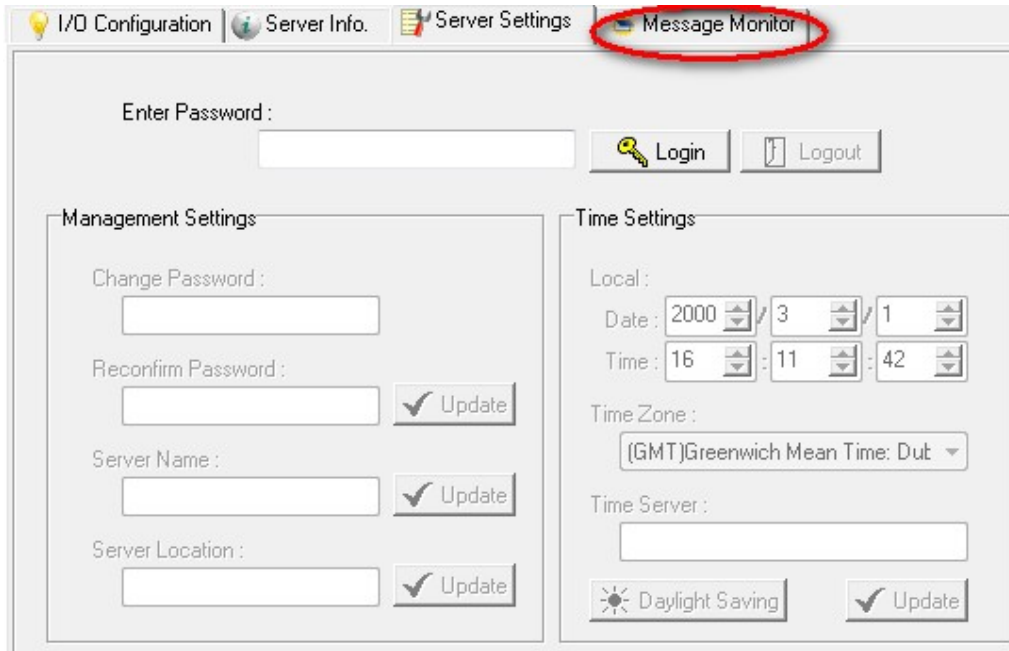 I/O Configuration
Server Info.
Server Settings
Message Monitor
Enter Password :
Login
Logout
Management Settings
Change Password :
Reconfirm Password :
Update
Server Name :
Update
Server Location :
Update
Time Settings
Local :
Date : 2000 / 3 / 1
Time : 16 : 11 : 42
Time Zone :
(GMT)Greenwich Mean Time: Dub
Time Server :
Daylight Saving
Update